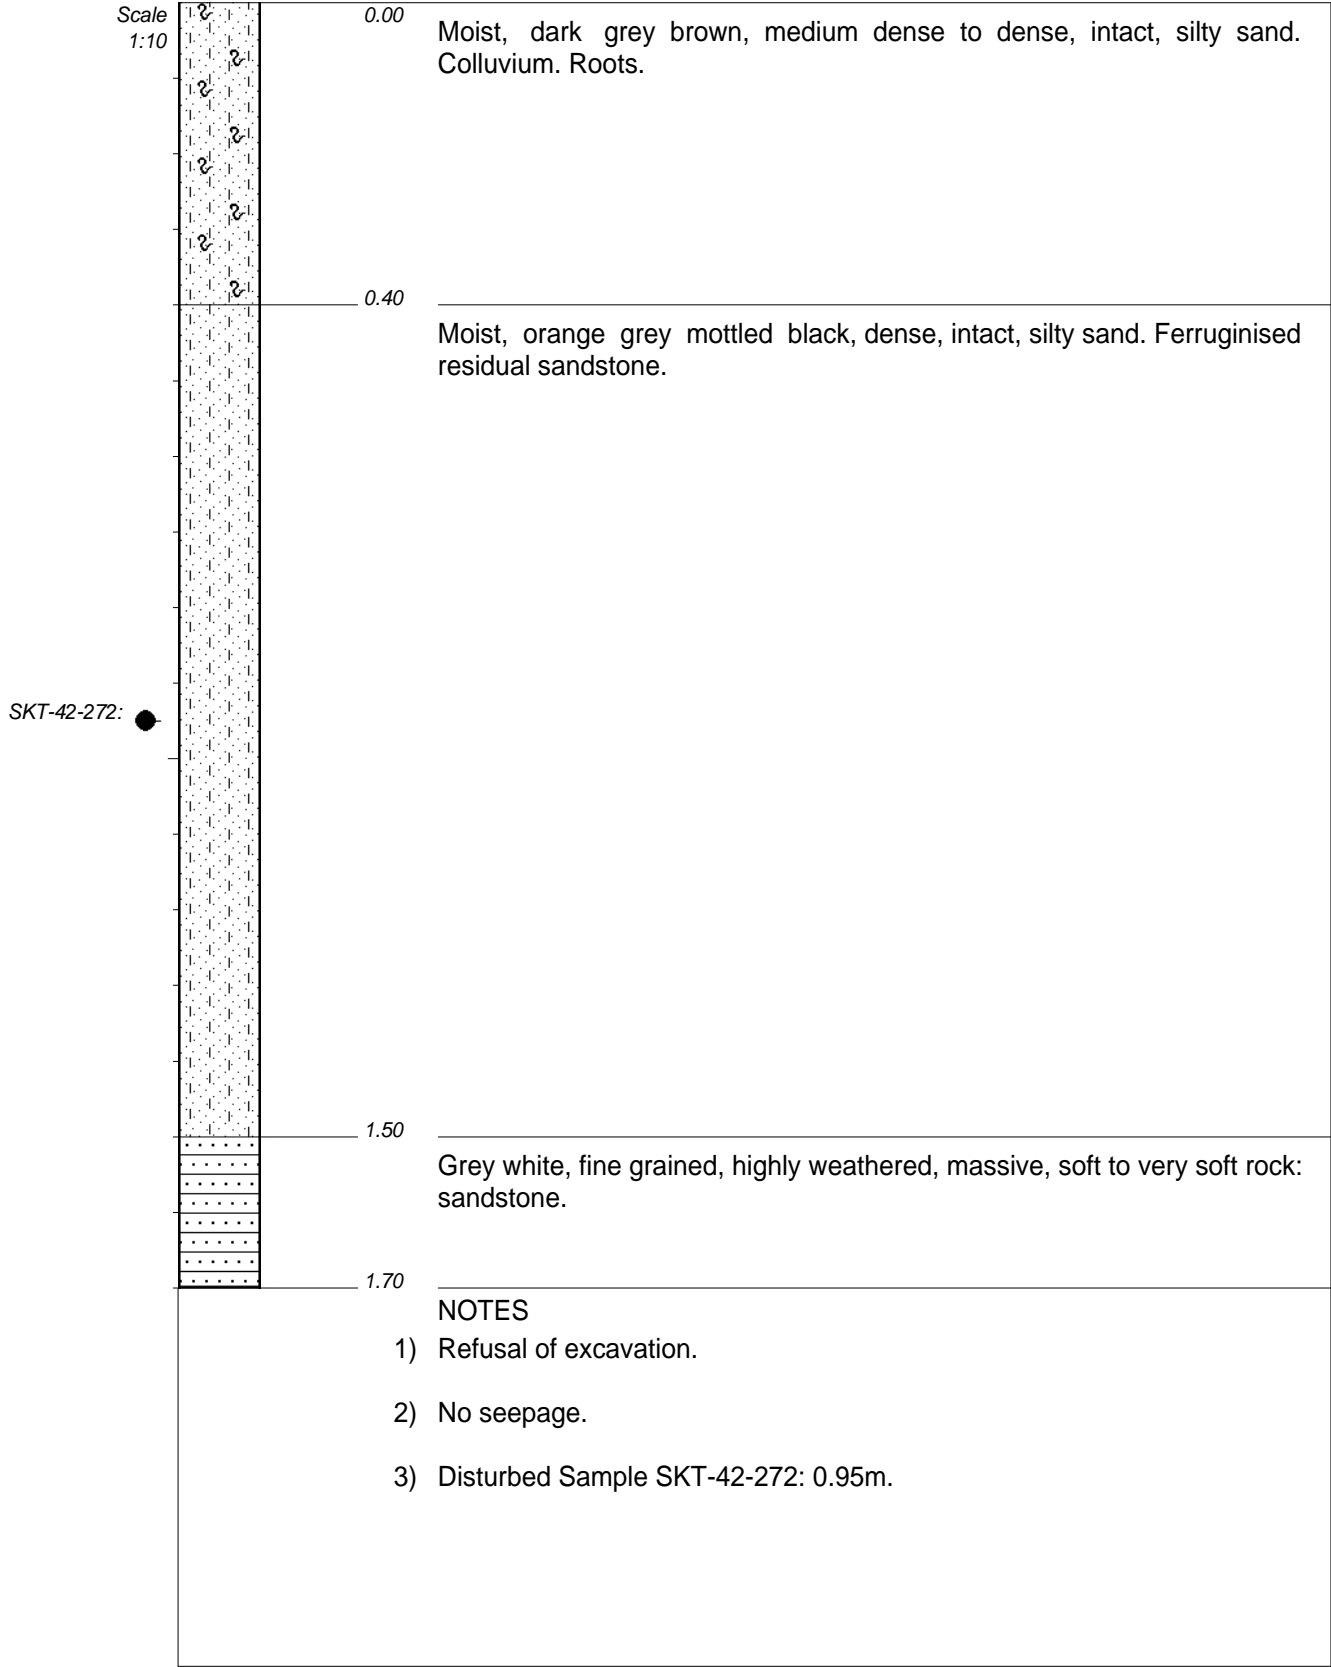 Scale
1:10
0.00
Moist, dark grey brown, medium dense to dense, intact, silty sand.
Colluvium. Roots.
0.40
Moist, orange grey mottled black, dense, intact, silty sand. Ferruginised
residual sandstone.
SKT-42-272:
1.50
Grey white, fine grained, highly weathered, massive, soft to very soft rock:
sandstone.
1.70
NOTES
1) Refusal of excavation.
2) No seepage.
3) Disturbed Sample SKT-42-272: 0.95m.